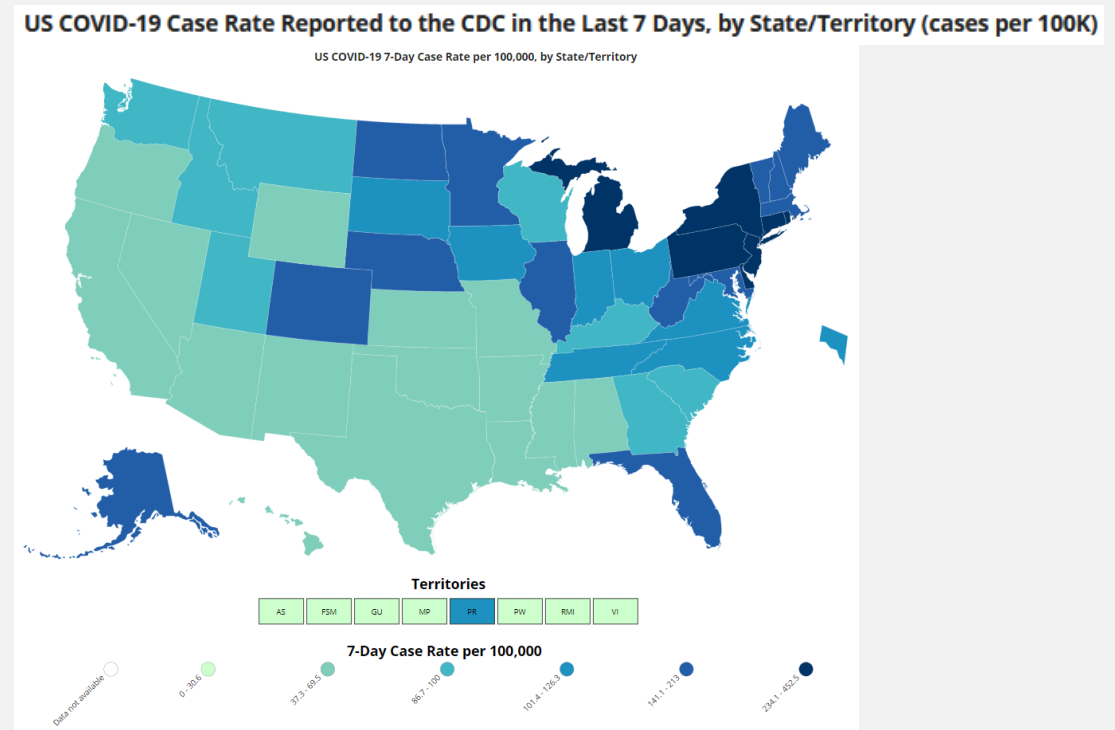 US COVID-19 Case Rate Reported to the CDC in the Last 7 Days, by State/Territory (cases per 100K)
US COVID-19 7-Day Case Rate per 100,000, by State/Territory
Territories
AS FSM GU MP PR PW RMI VI
7-Day Case Rate per 100,000
Data not available 0 - 30.6 37.3 - 69.5 86.7 - 100 101.4 - 126.3 141.1 - 213 234.1 - 452.5